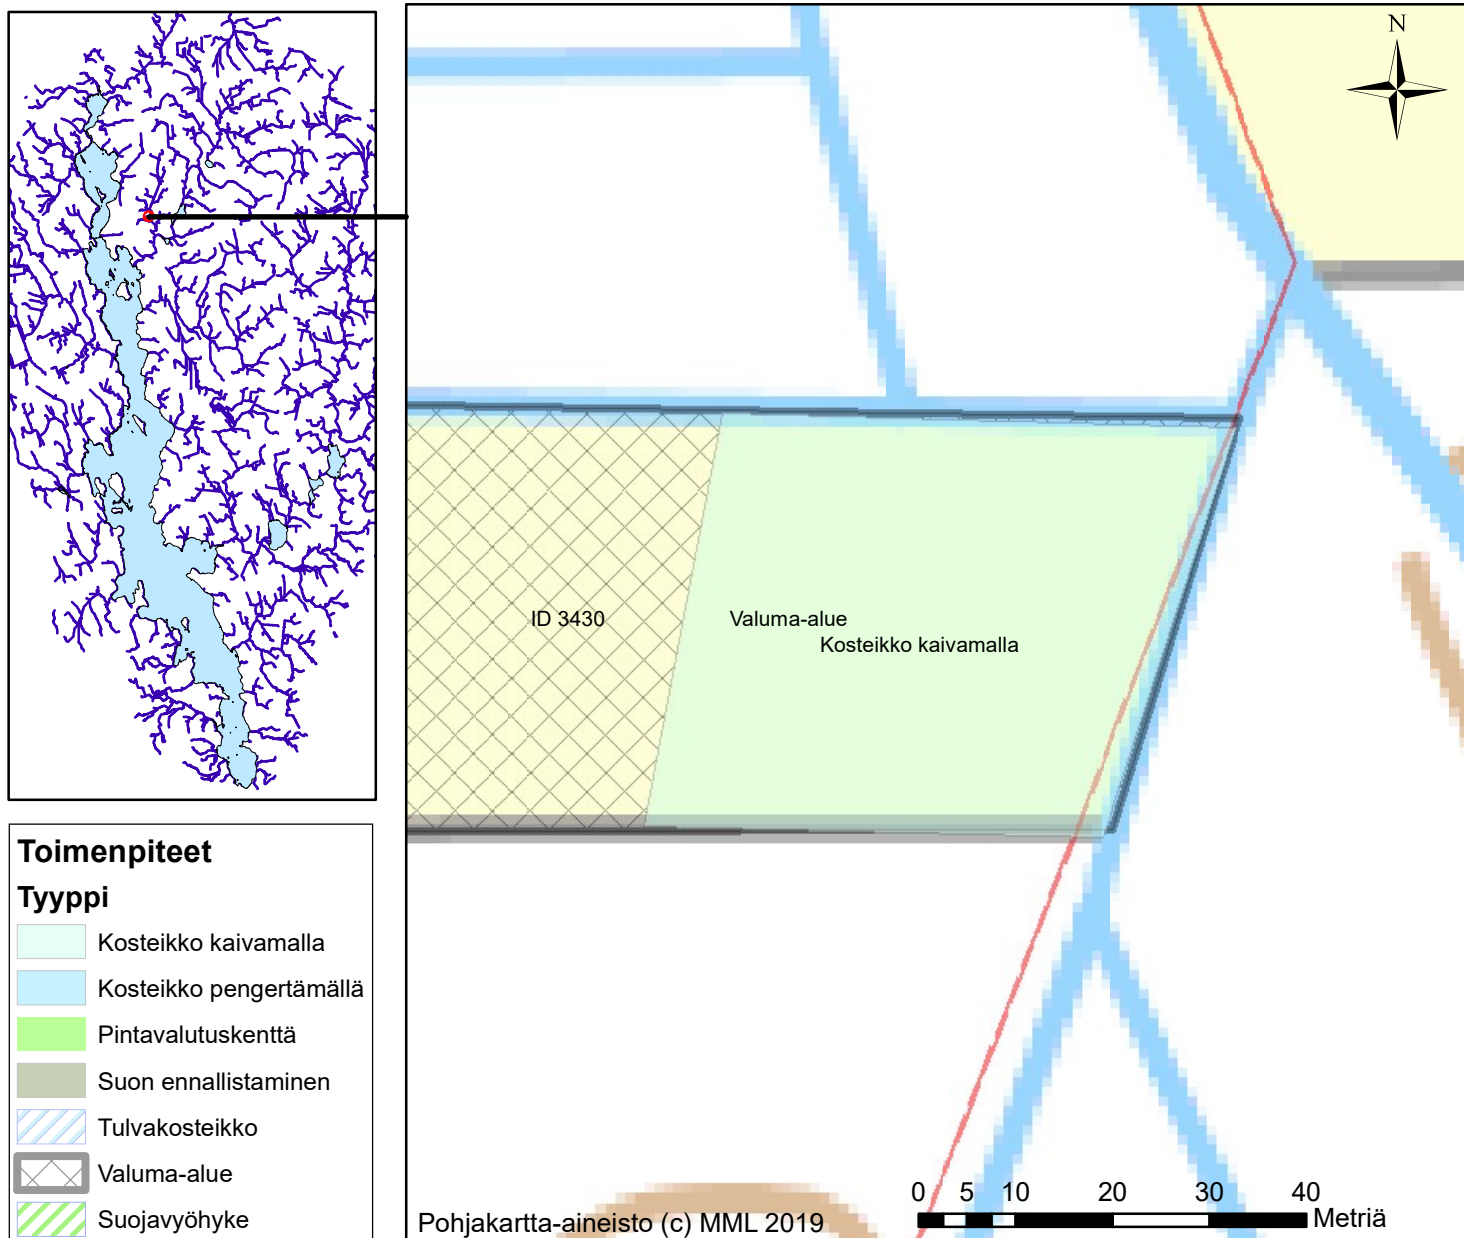 N
ID 3430
Valuma-alue
Kosteikko kaivamalla
Toimenpiteet
Tyyppi
Kosteikko kaivamalla
Kosteikko pengertämällä
Pintavalutuskenttä
Suon ennallistaminen
Tulvakosteikko
Valuma-alue
Suojavyöhyke
Pohjakartta-aineisto (c) MML 2019
0 5 10 20 30 40
Metriä